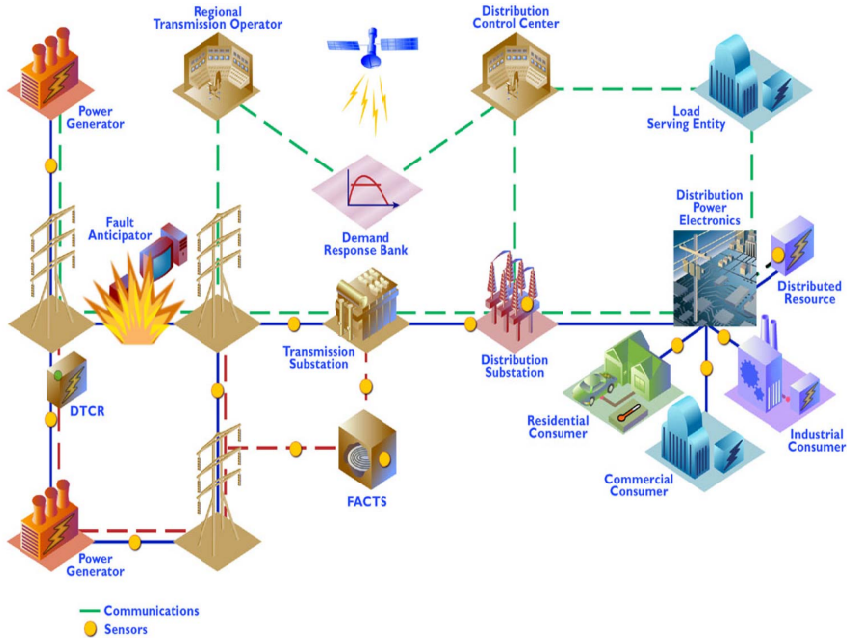 Regional
Transmission Operator
Distribution
Control Center
Power
Generator
Load
Serving Entity
Fault
Anticipator
Demand
Response Bank
Distribution
Power
Electronics
Distributed
Resource
Transmission
Substation
Distribution
Substation
DTCR
Residential
Consumer
Industrial
Consumer
Commercial
Consumer
FACTS
Power
Generator
Communications
Sensors